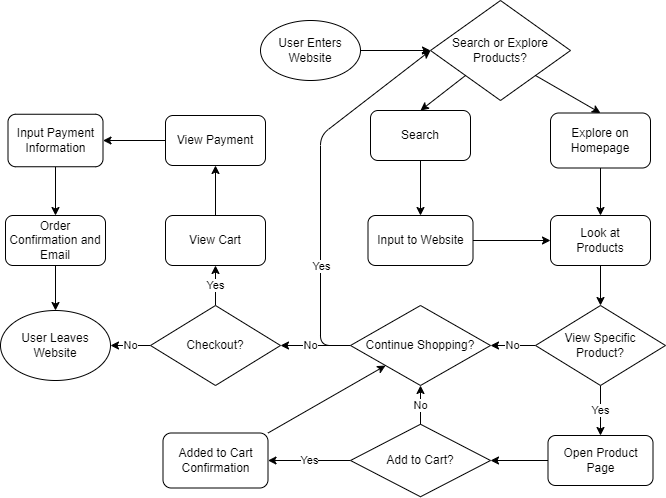 User Enters
Website
Search or Explore
Products?
Input Payment
Information
View Payment
Search
Explore on
Homepage
Order
Confirmation and
Email
View Cart
Input to Website
Look at
Products
Yes
Yes
User Leaves
Website
No
Checkout?
No
Continue Shopping?
No
View Specific
Product?
No
Yes
Added to Cart
Confirmation
Yes
Add to Cart?
Open Product
Page